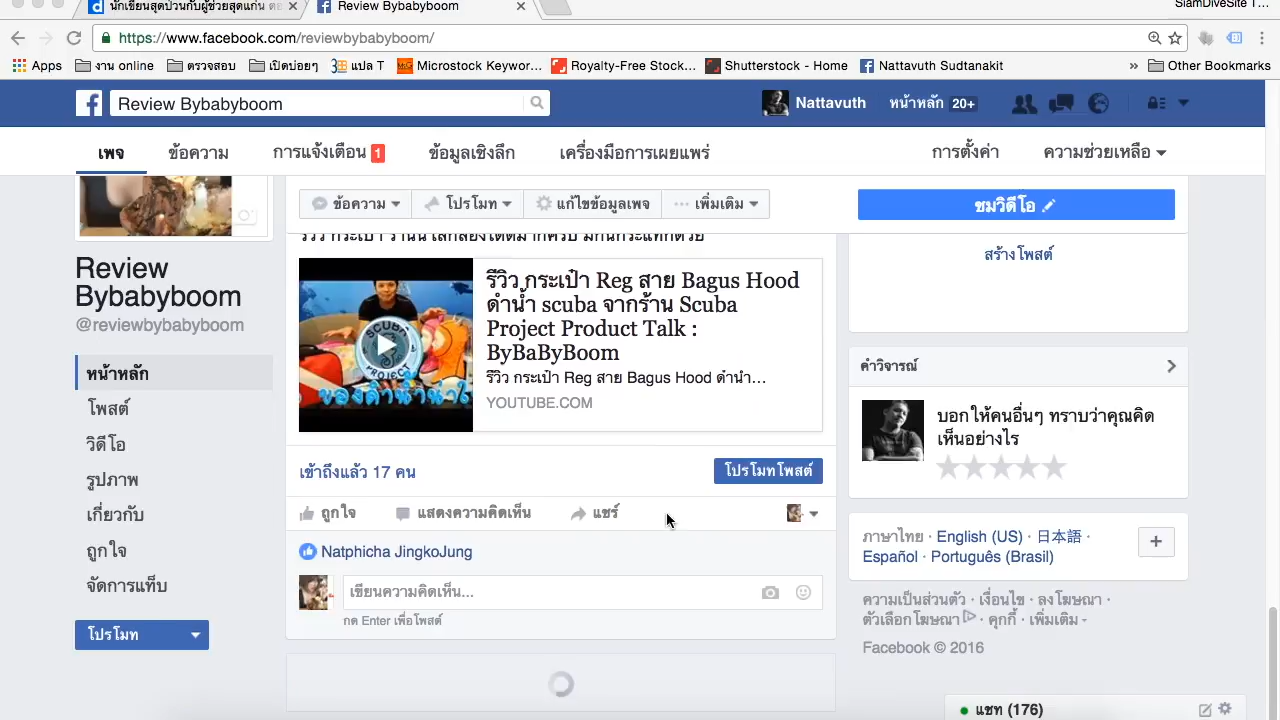 นักเขียนสุดป่วนกับผู้ช่วยสุดแก่น ตอ
Review Bybabyboom
SiamDiveSite T...
https://www.facebook.com/reviewbybabyboom/
Apps
งาน online
ตรวจสอบ
เปิดบ่อยๆ
แปล T
Microstock Keywor...
Royalty-Free Stock...
Shutterstock - Home
Nattavuth Sudtanakit
»
Other Bookmarks
Review Bybabyboom
Nattavuth
หน้าหลัก 20+
เพจ
ข้อความ
การแจ้งเตือน 1
ข้อมูลเชิงลึก
เครื่องมือการเผยแพร่
การตั้งค่า
ความช่วยเหลือ
ข้อความ
โปรโมท
แก้ไขข้อมูลเพจ
เพิ่มเติม
ชมวิดีโอ
Review
Bybabyboom
@reviewbybabyboom
หน้าหลัก
โพสต์
วิดีโอ
รูปภาพ
เกี่ยวกับ
ถูกใจ
จัดการแท็บ
โปรโมท
SCUBA
PROJECT
รีวิว กระเป๋า Reg สาย Bagus Hood
ดำน้ำ scuba จากร้าน Scuba
Project Product Talk :
ByBaByBoom
รีวิว กระเป๋า Reg สาย Bagus Hood ดำน้ำ...
YOUTUBE.COM
เข้าถึงแล้ว 17 คน
โปรโมทโพสต์
ถูกใจ
แสดงความคิดเห็น
แชร์
Natphicha JingkoJung
เขียนความคิดเห็น...
กด Enter เพื่อโพสต์
สร้างโพสต์
คำวิจารณ์
บอกให้คนอื่นๆ ทราบว่าคุณคิด
เห็นอย่างไร
ภาษาไทย · English (US) · 日本語 ·
Español · Português (Brasil)
ความเป็นส่วนตัว · เงื่อนไข · ลงโฆษณา ·
ตัวเลือกโฆษณา · คุกกี้ · เพิ่มเติม
Facebook © 2016
แชท (176)